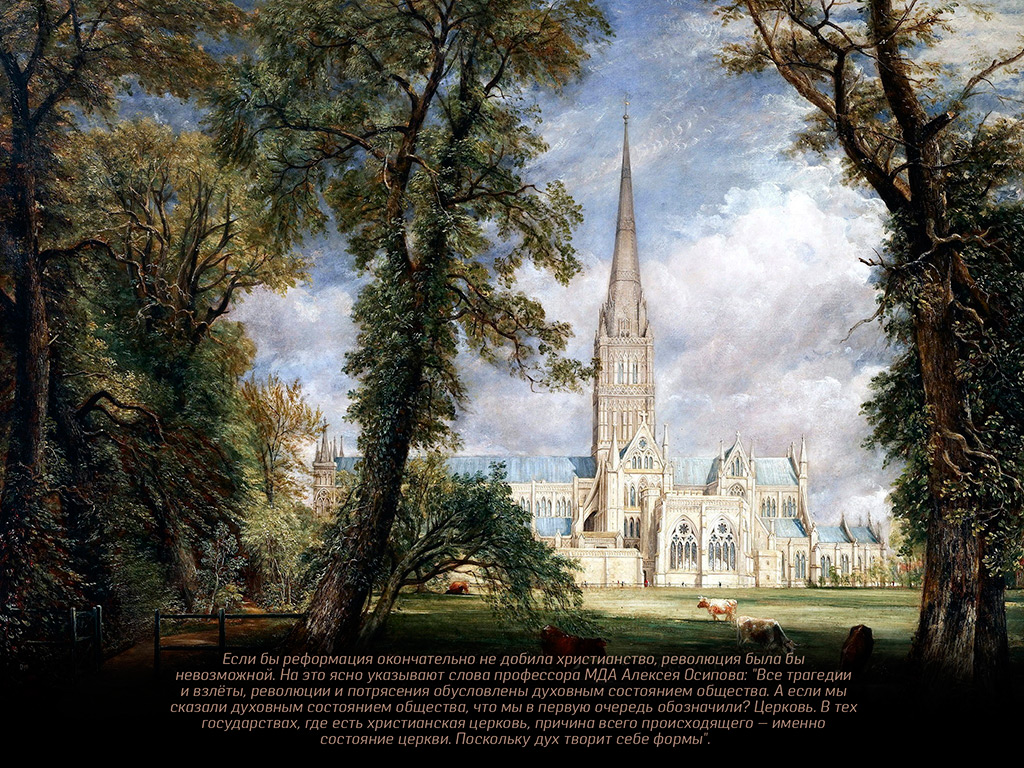 Если бы реформация окончательно не добила христианство, революция была бы
невозможной. На это ясно указывают слова профессора МДА Алексея Осипова: "Все трагедии
и взлёты, революции и потрясения обусловлены духовным состоянием общества. А если мы
сказали духовным состоянием общества, что мы в первую очередь обозначили? Церковь. В тех
государствах, где есть христианская церковь, причина всего происходящего — именно
состояние церкви. Поскольку дух творит себе формы".